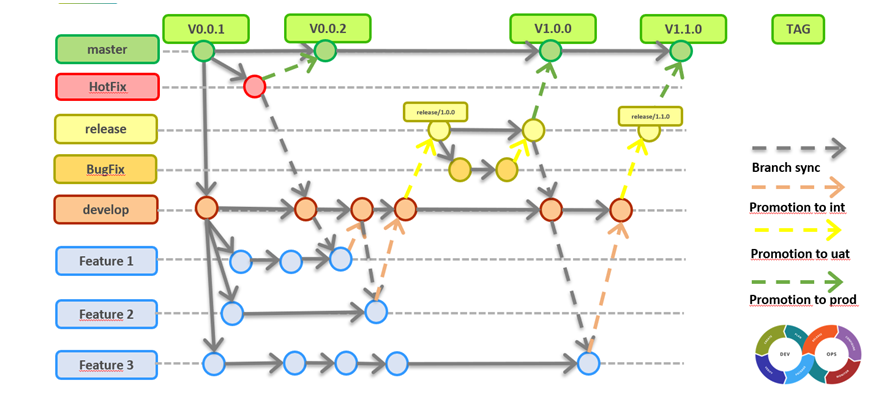 V0.0.1
V0.0.2
V1.0.0
V1.1.0
TAG
master
HotFix
release/1.0.0
release/1.1.0
release
BugFix
Branch sync
develop
Promotion to int
Promotion to uat
Feature 1
Promotion to prod
Feature 2
DEV
OPS
Feature 3